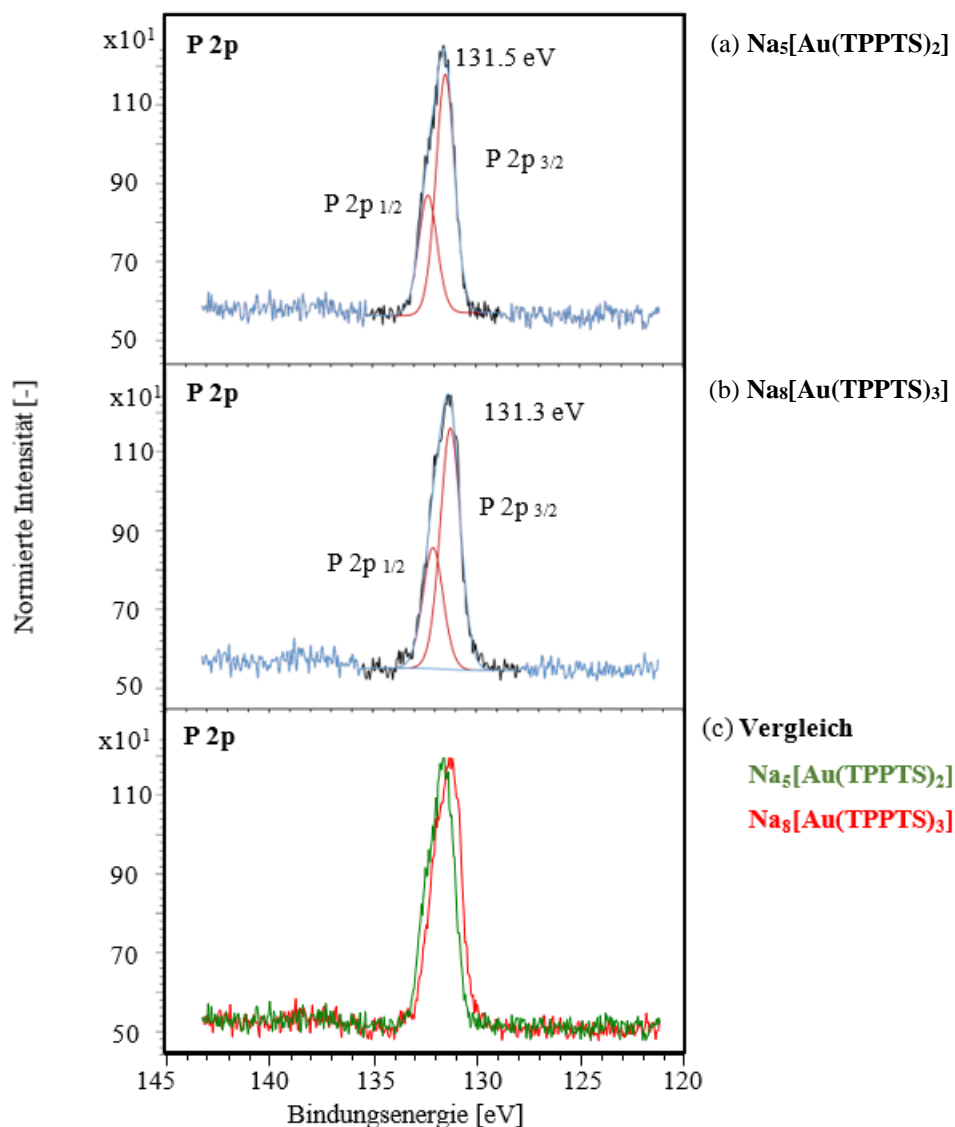 x10¹ P 2p
131.5 eV
(a) Na₅[Au(TPPTS)₂]
110
P 2p 3/2
90
P 2p 1/2
70
50
x10¹ P 2p
131.3 eV
(b) Na₈[Au(TPPTS)₃]
110
P 2p 3/2
90
P 2p 1/2
70
50
Normierte Intensität [-]
x10¹ P 2p
(c) Vergleich
Na₅[Au(TPPTS)₂]
Na₈[Au(TPPTS)₃]
110
90
70
50
145 140 135 130 125 120
Bindungsenergie [eV]